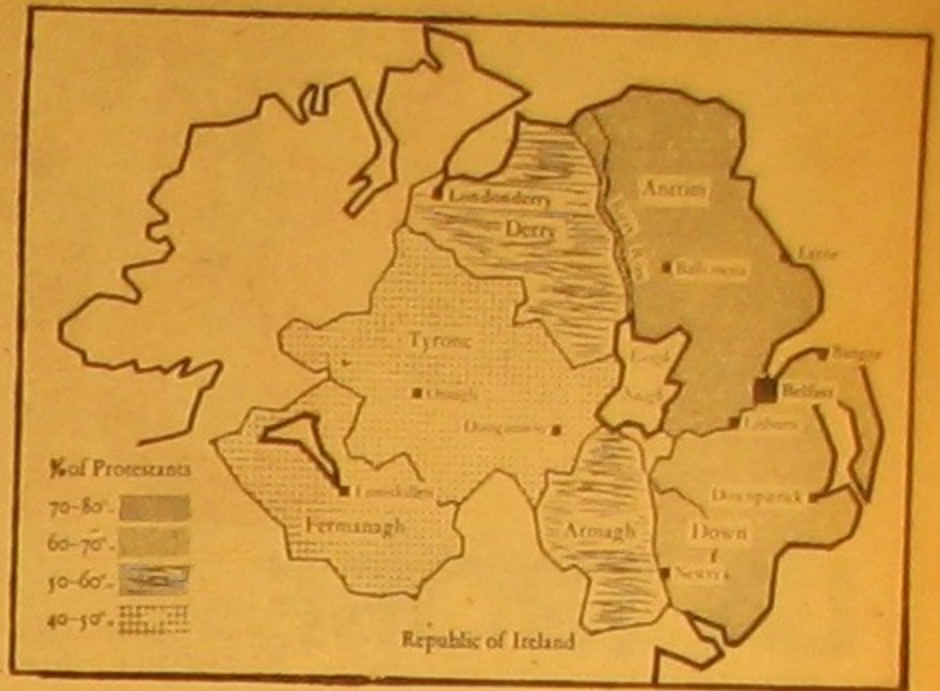 Londonderry
Derry
Antrim
Larne
Ballymena
Tyrone
Lough
Bangor
Belfast
Omagh
Neagh
Lisburn
Dungannon
% of Protestants
Enniskillen
Downpatrick
70-80%
Fermanagh
Armagh
Down
60-70%
50-60%
Newry
40-50%
Republic of Ireland